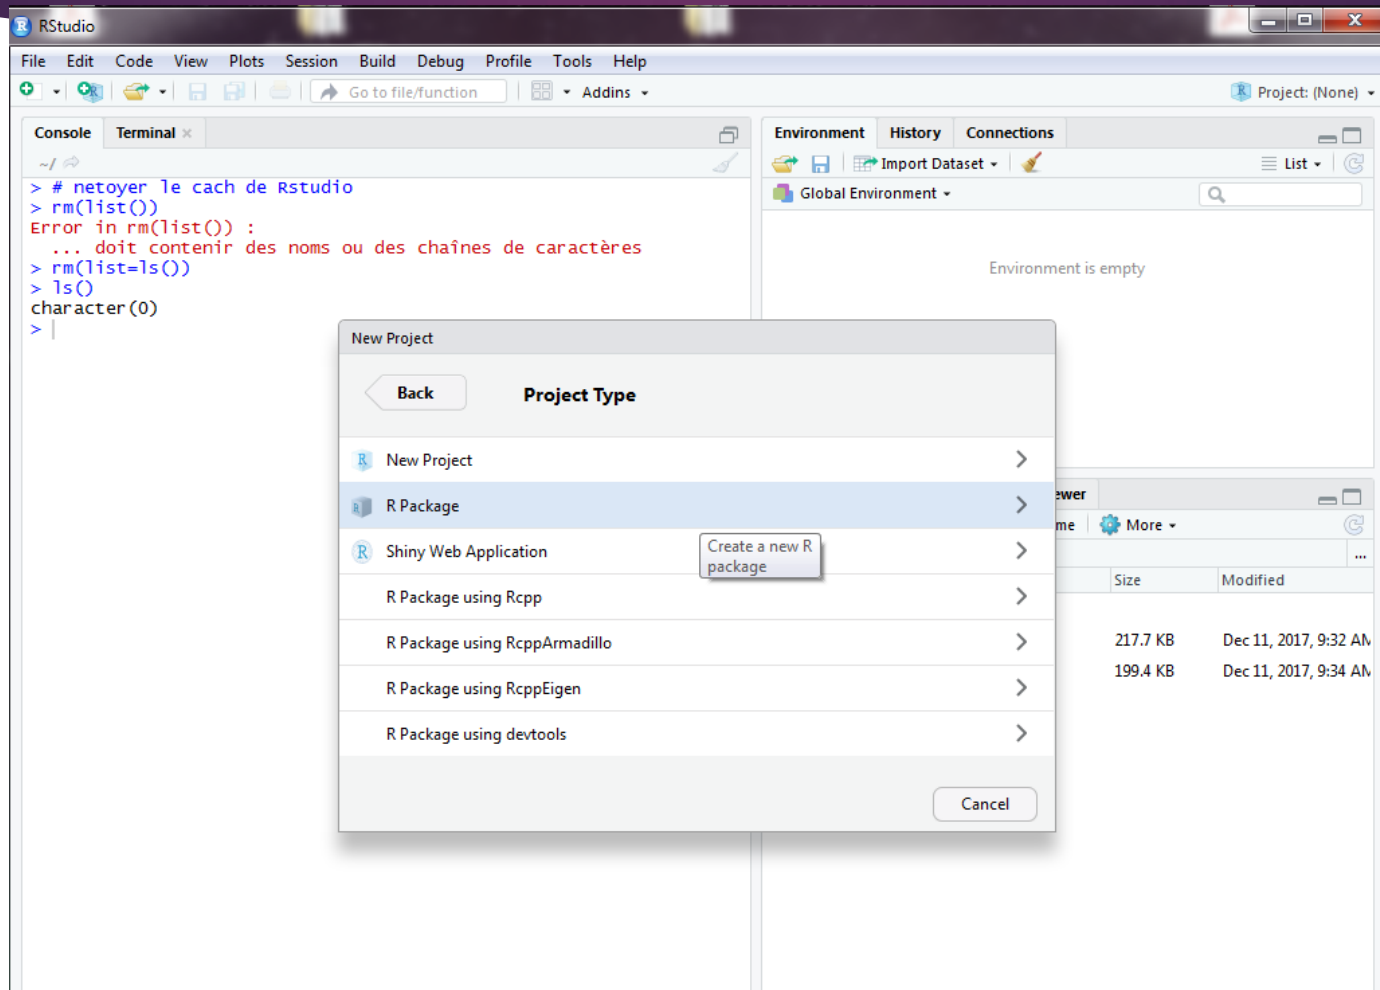 RStudio
File Edit Code View Plots Session Build Debug Profile Tools Help
Go to file/function Addins Project: (None)
Console Terminal
~/
> # netoyer le cach de Rstudio
> rm(list())
Error in rm(list()) :
... doit contenir des noms ou des chaînes de caractères
> rm(list=ls())
> ls()
character(0)
>
Environment History Connections
Import Dataset List
Global Environment
Environment is empty
New Project
Back Project Type
New Project
R Package
Shiny Web Application
Create a new R
package
R Package using Rcpp
R Package using RcppArmadillo
R Package using RcppEigen
R Package using devtools
Cancel
More
...
Size Modified
217.7 KB Dec 11, 2017, 9:32 AM
199.4 KB Dec 11, 2017, 9:34 AM